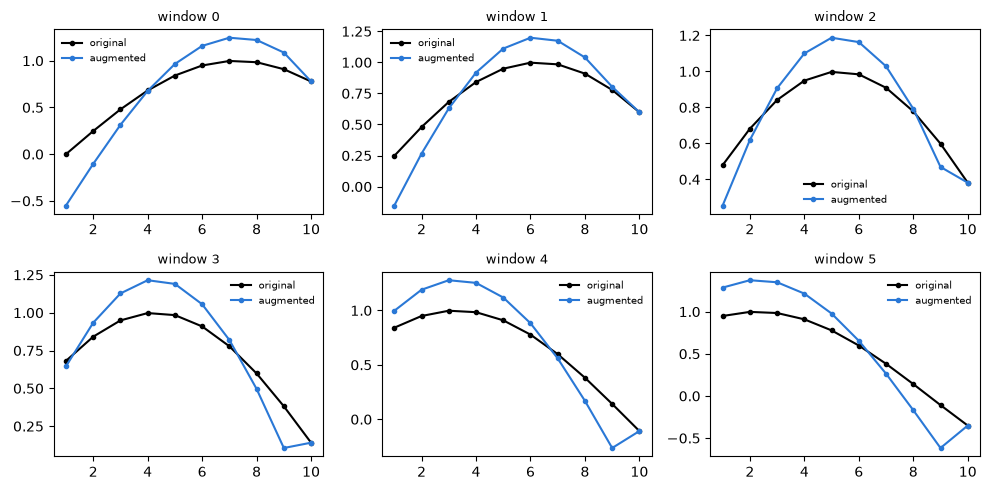 window 0
original
augmented
1.0
0.5
0.0
−0.5
2 4 6 8 10
window 1
original
augmented
1.25
1.00
0.75
0.50
0.25
0.00
2 4 6 8 10
window 2
1.2
1.0
0.8
0.6
0.4
original
augmented
2 4 6 8 10
window 3
original
augmented
1.25
1.00
0.75
0.50
0.25
2 4 6 8 10
window 4
original
augmented
1.0
0.5
0.0
2 4 6 8 10
window 5
original
augmented
1.0
0.5
0.0
−0.5
2 4 6 8 10